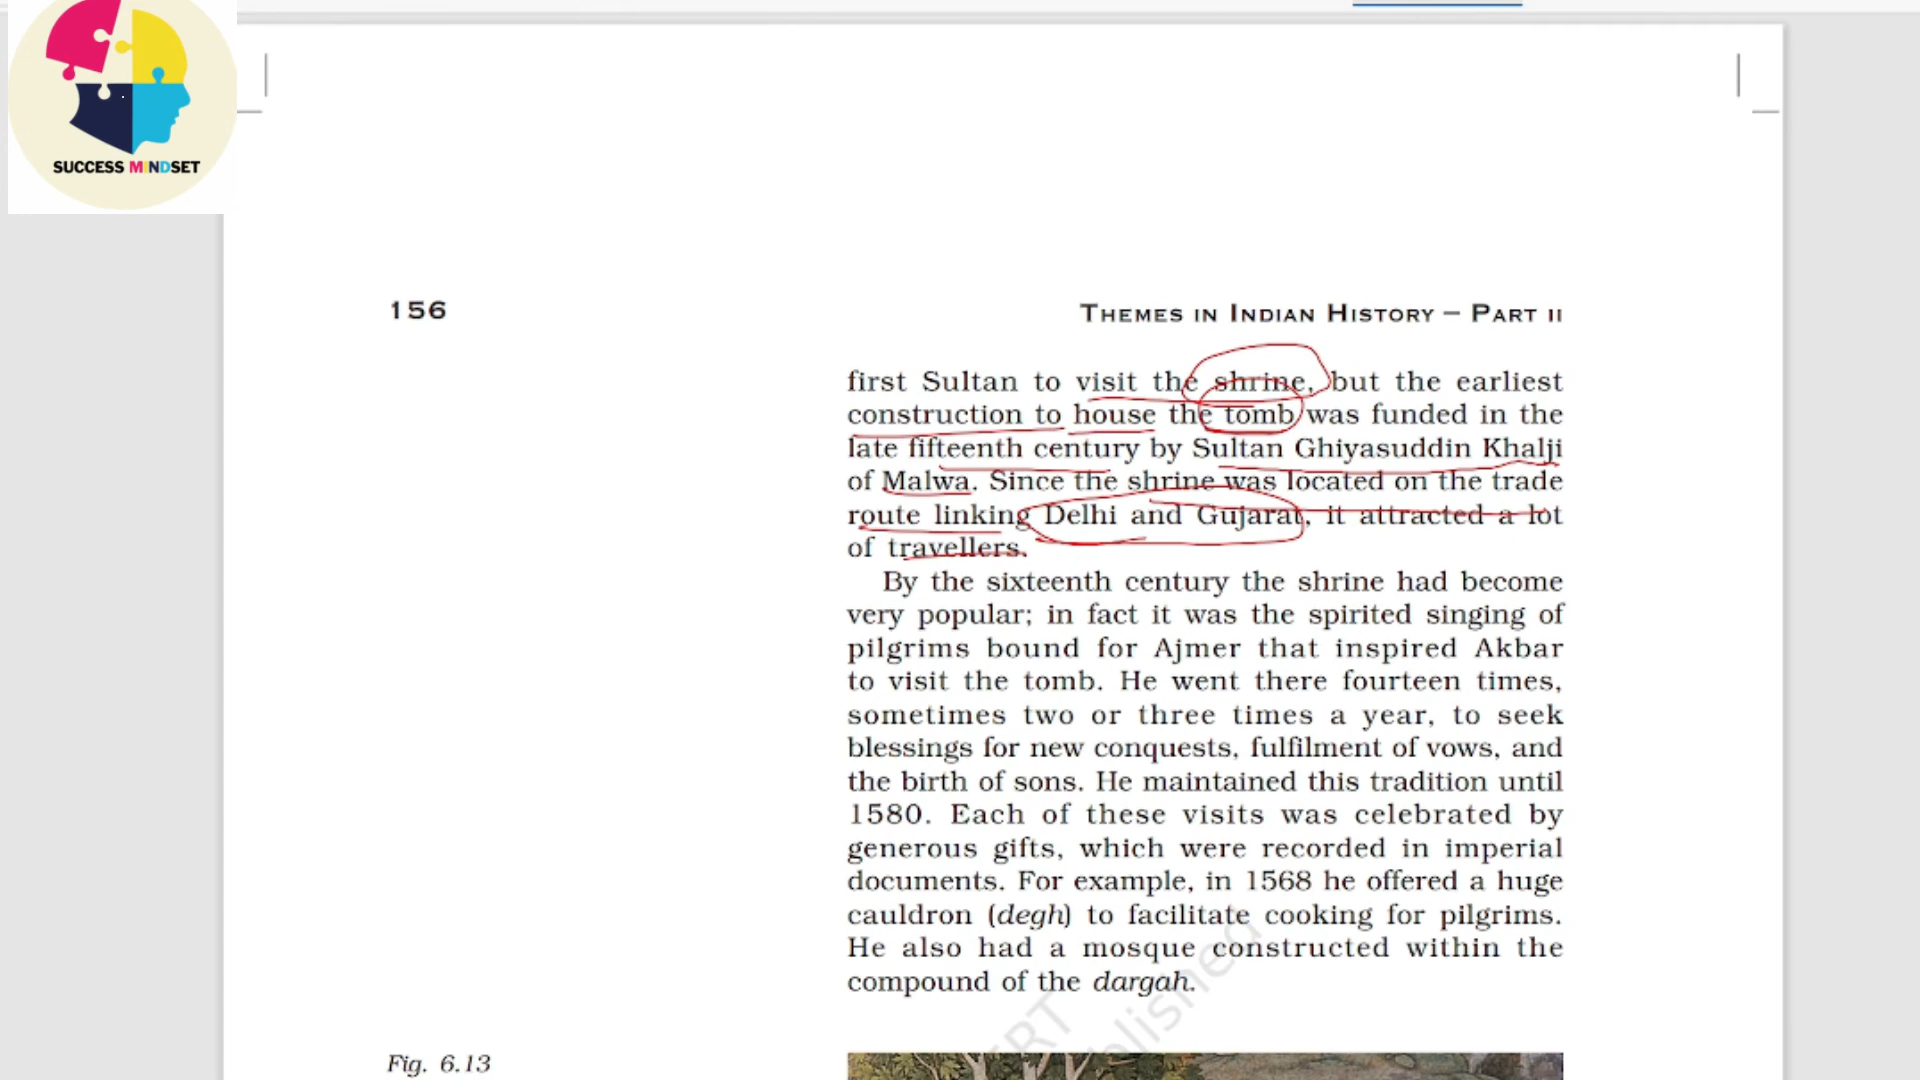 SUCCESS MINDSET
156
THEMES IN INDIAN HISTORY – PART II
first Sultan to visit the shrine, but the earliest
construction to house the tomb was funded in the
late fifteenth century by Sultan Ghiyasuddin Khalji
of Malwa. Since the shrine was located on the trade
route linking Delhi and Gujarat, it attracted a lot
of travellers.
By the sixteenth century the shrine had become
very popular; in fact it was the spirited singing of
pilgrims bound for Ajmer that inspired Akbar
to visit the tomb. He went there fourteen times,
sometimes two or three times a year, to seek
blessings for new conquests, fulfilment of vows, and
the birth of sons. He maintained this tradition until
1580. Each of these visits was celebrated by
generous gifts, which were recorded in imperial
documents. For example, in 1568 he offered a huge
cauldron (degh) to facilitate cooking for pilgrims.
He also had a mosque constructed within the
compound of the dargah.
Fig. 6.13